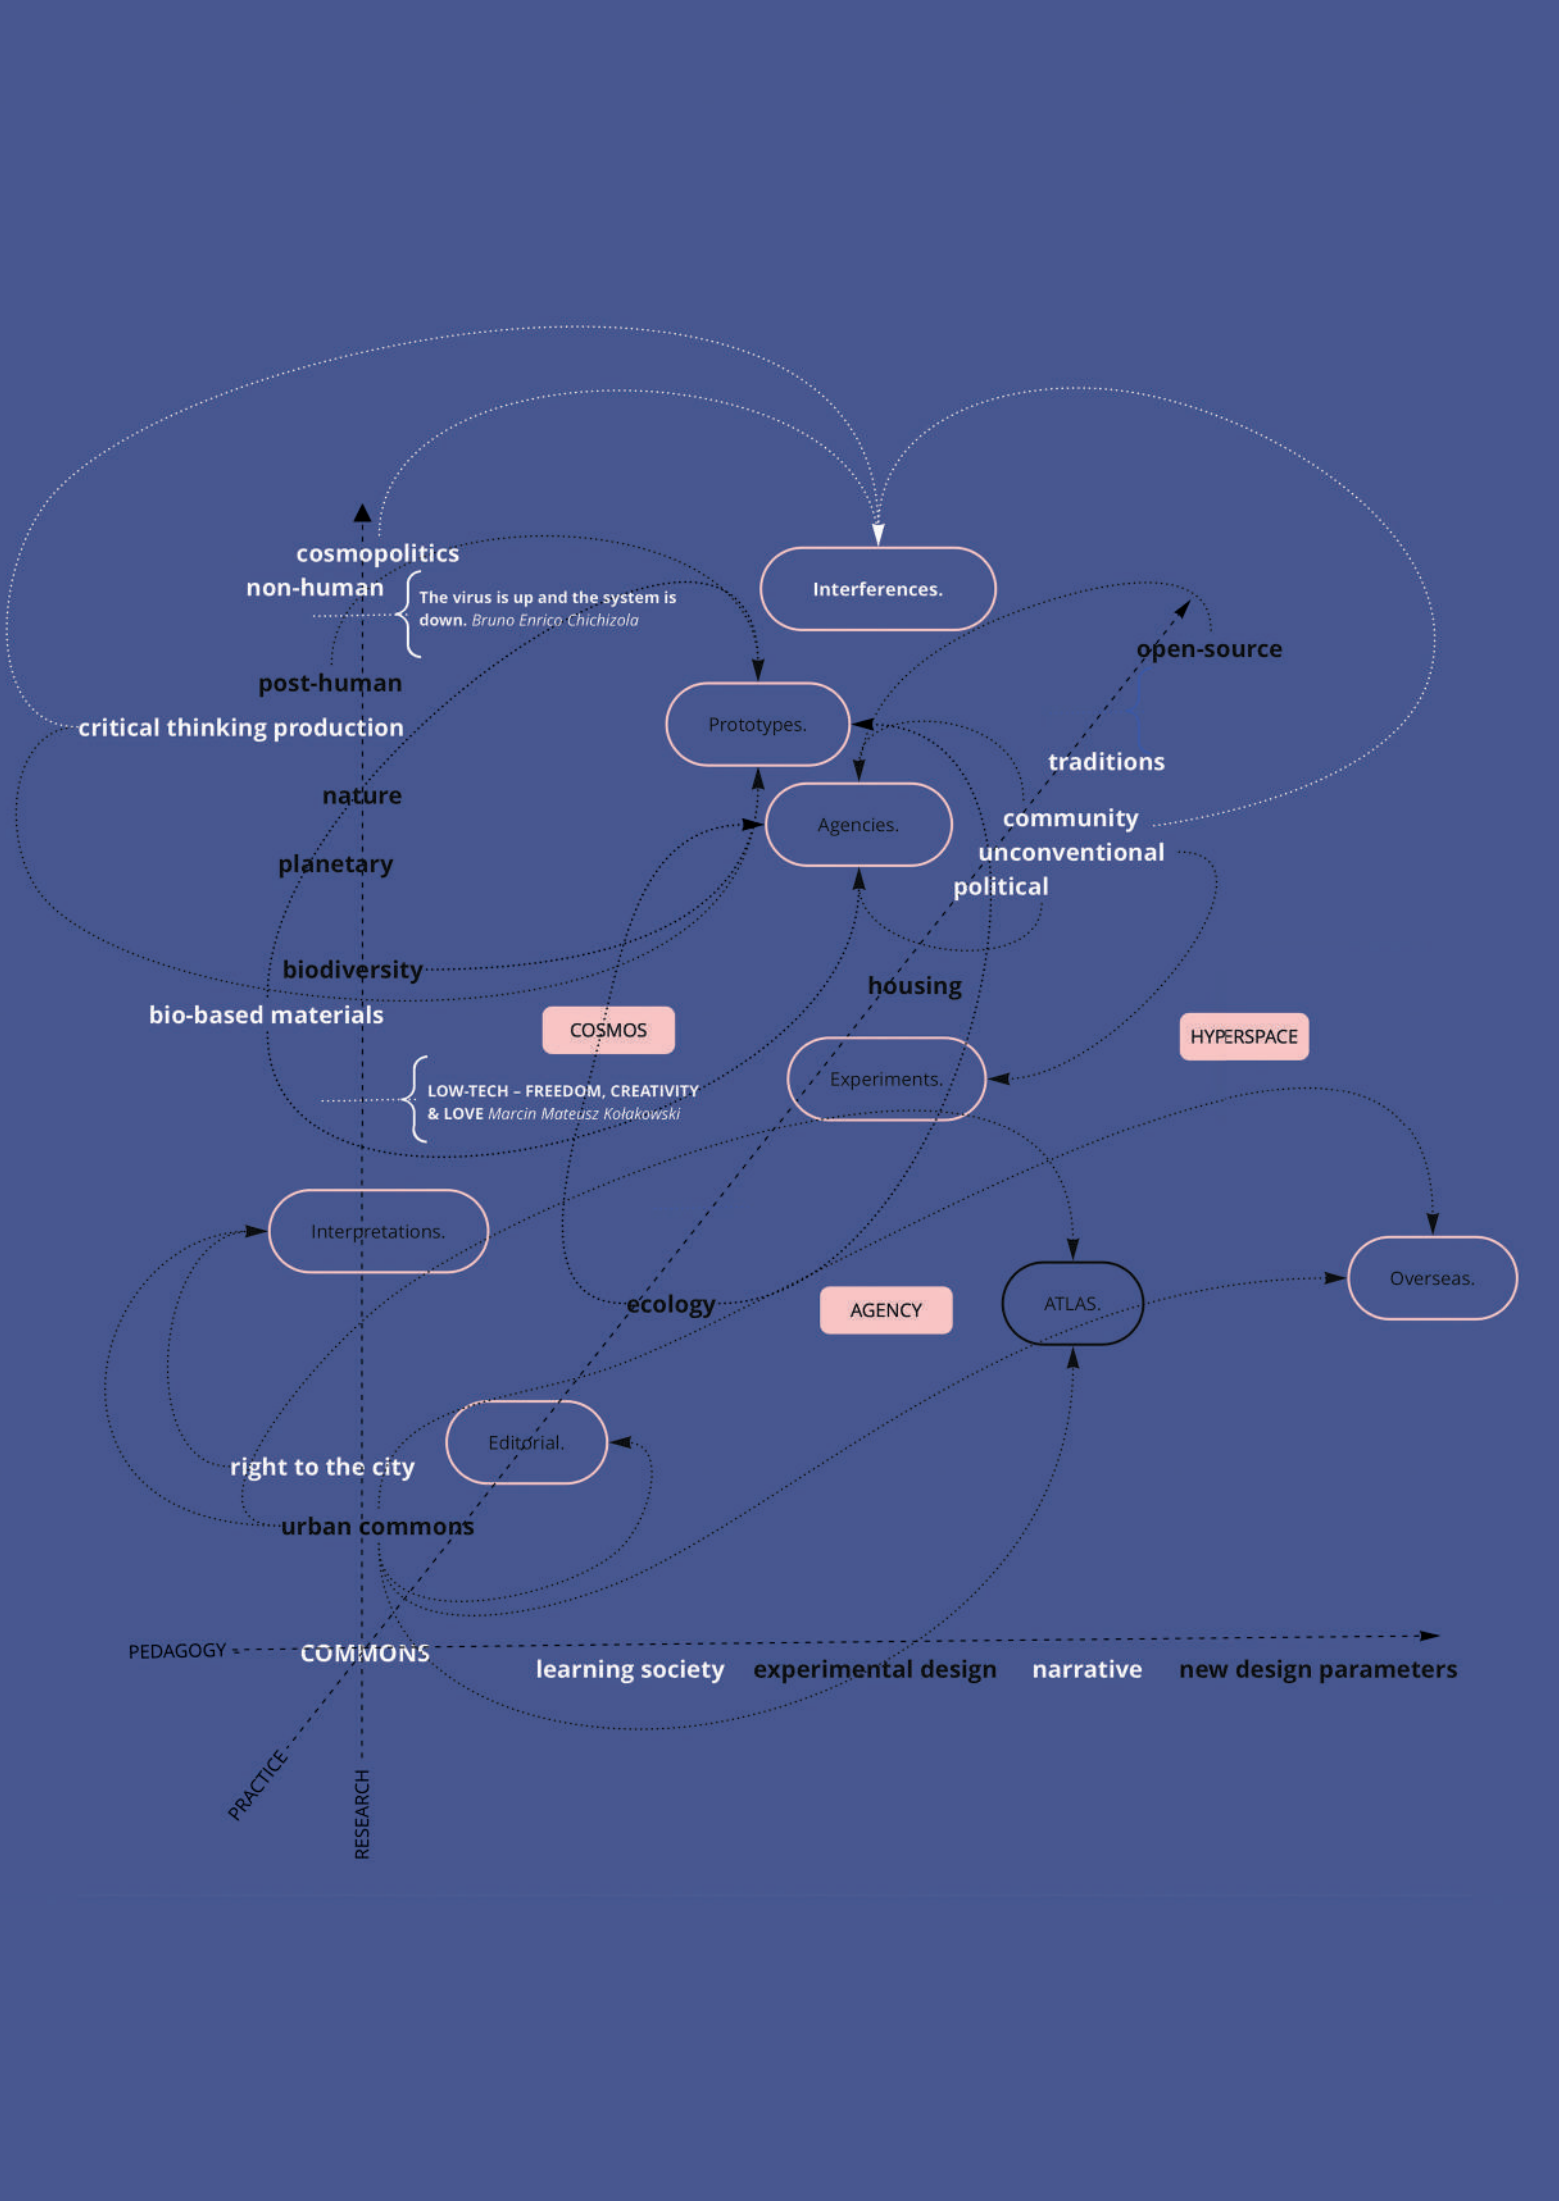 cosmopolitics
non-human
The virus is up and the system is
down. Bruno Enrico Chichizola
Interferences.
open-source
post-human
critical thinking production
Prototypes.
traditions
nature
community
Agencies.
unconventional
planetary
political
biodiversity
housing
bio-based materials
COSMOS
HYPERSPACE
Experiments.
LOW-TECH – FREEDOM, CREATIVITY
& LOVE Marcin Mateusz Kołakowski
Interpretations.
Overseas.
ecology
AGENCY
ATLAS.
Editorial.
right to the city
urban commons
PEDAGOGY
COMMONS
learning society
experimental design
narrative
new design parameters
PRACTICE
RESEARCH